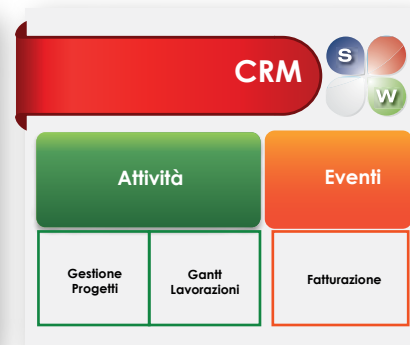 CRM
S
W
Attività
Eventi
Gestione
Progetti
Gantt
Lavorazioni
Fatturazione